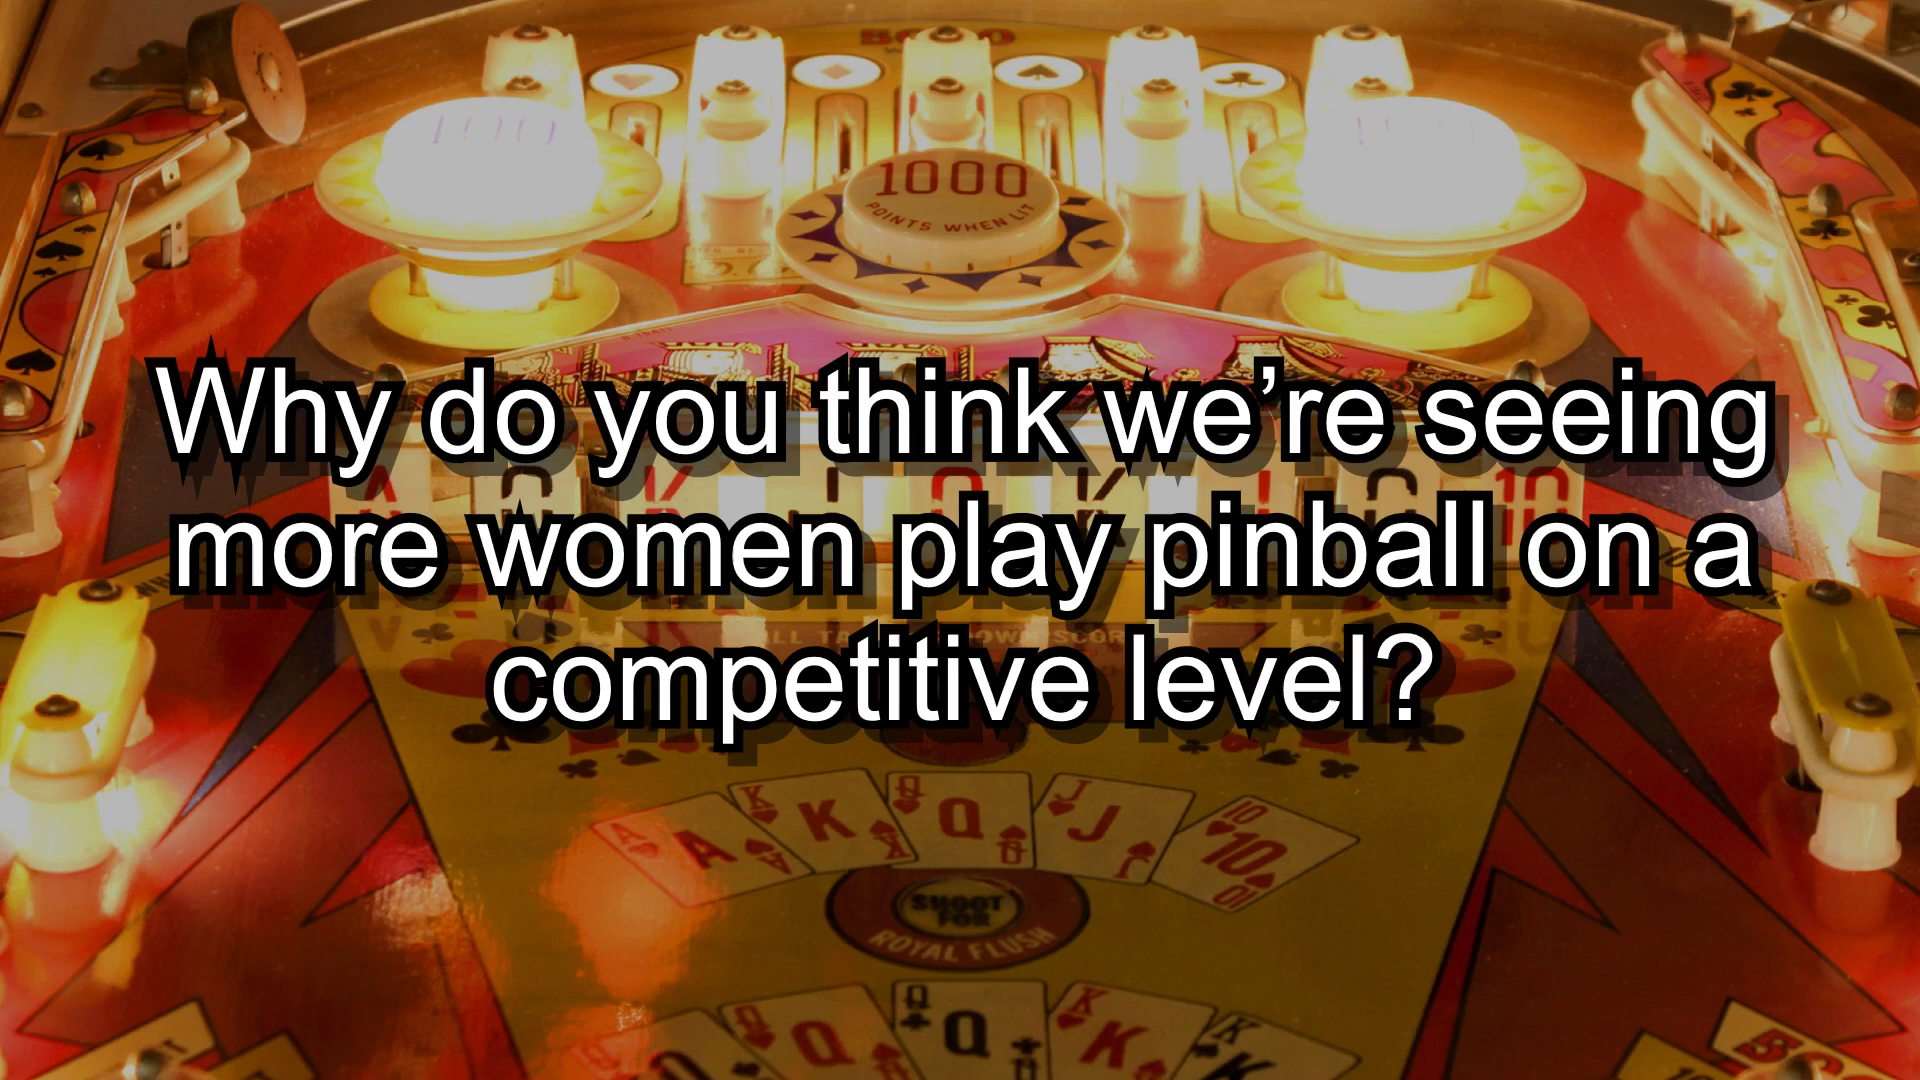 1000
POINTS WHEN LIT
Why do you think we’re seeing
more women play pinball on a
competitive level?
A K Q J 10
SHOOT
FOR
ROYAL FLUSH
Q Q K K